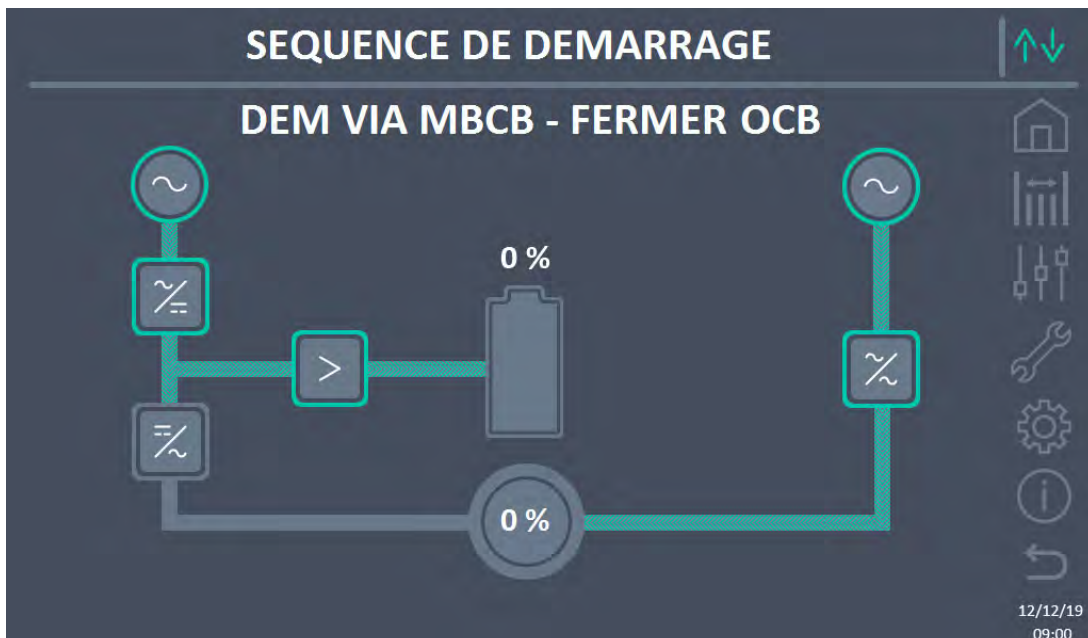 SEQUENCE DE DEMARRAGE
DEM VIA MBCB - FERMER OCB
0 %
0 %
12/12/19
09:00